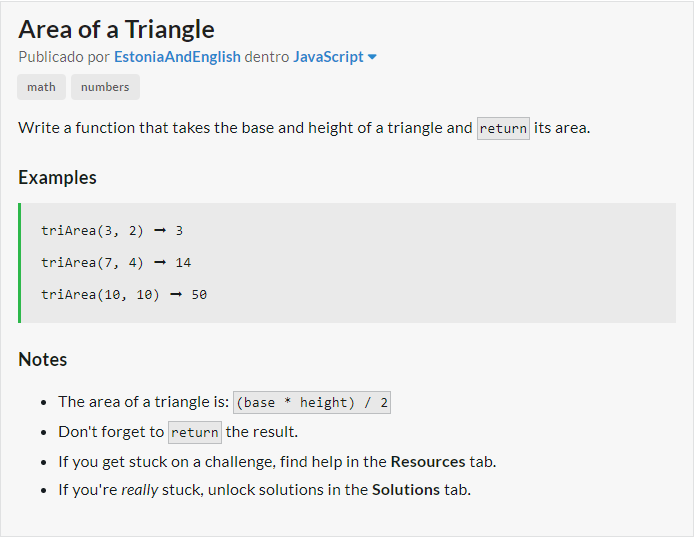 Area of a Triangle
Publicado por EstoniaAndEnglish dentro JavaScript
math numbers
Write a function that takes the base and height of a triangle and return its area.
Examples
triArea(3, 2) ➞ 3
triArea(7, 4) ➞ 14
triArea(10, 10) ➞ 50
Notes
• The area of a triangle is: (base * height) / 2
• Don't forget to return the result.
• If you get stuck on a challenge, find help in the Resources tab.
• If you're really stuck, unlock solutions in the Solutions tab.